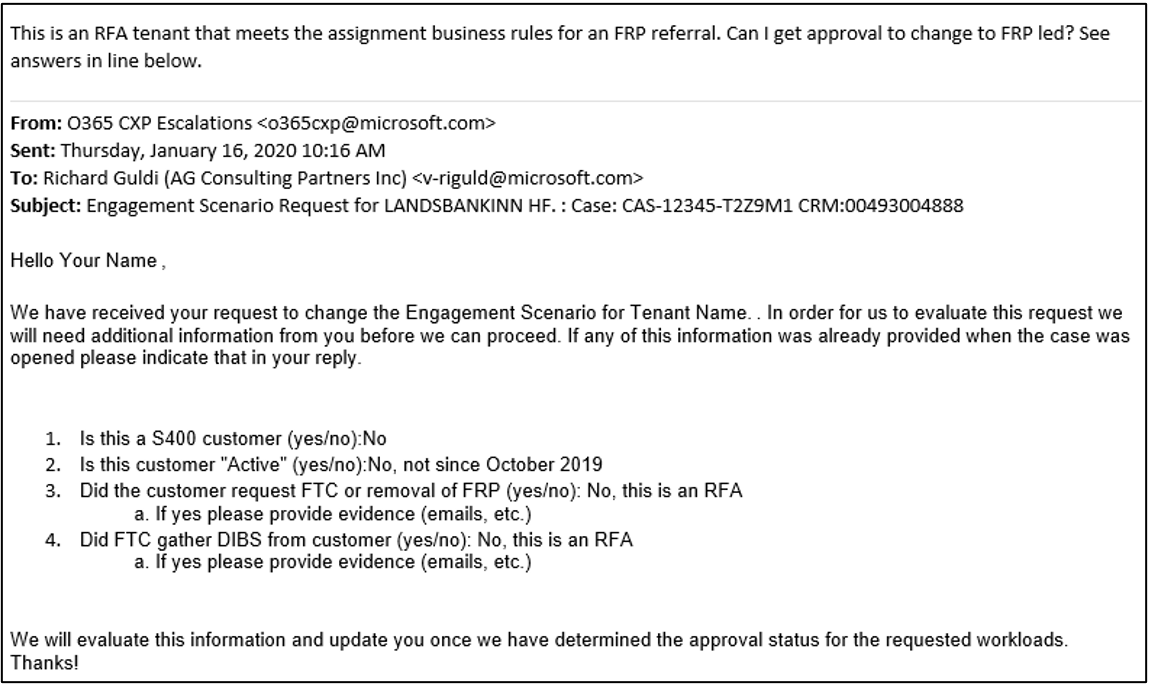 This is an RFA tenant that meets the assignment business rules for an FRP referral. Can I get approval to change to FRP led? See
answers in line below.
From: O365 CXP Escalations <o365cxp@microsoft.com>
Sent: Thursday, January 16, 2020 10:16 AM
To: Richard Guldi (AG Consulting Partners Inc) <v-riguld@microsoft.com>
Subject: Engagement Scenario Request for LANDSBANKINN HF. : Case: CAS-12345-T2Z9M1 CRM:00493004888
Hello Your Name ,
We have received your request to change the Engagement Scenario for Tenant Name. . In order for us to evaluate this request we
will need additional information from you before we can proceed. If any of this information was already provided when the case was
opened please indicate that in your reply.
1. Is this a S400 customer (yes/no):No
2. Is this customer "Active" (yes/no):No, not since October 2019
3. Did the customer request FTC or removal of FRP (yes/no): No, this is an RFA
a. If yes please provide evidence (emails, etc.)
4. Did FTC gather DIBS from customer (yes/no): No, this is an RFA
a. If yes please provide evidence (emails, etc.)
We will evaluate this information and update you once we have determined the approval status for the requested workloads.
Thanks!